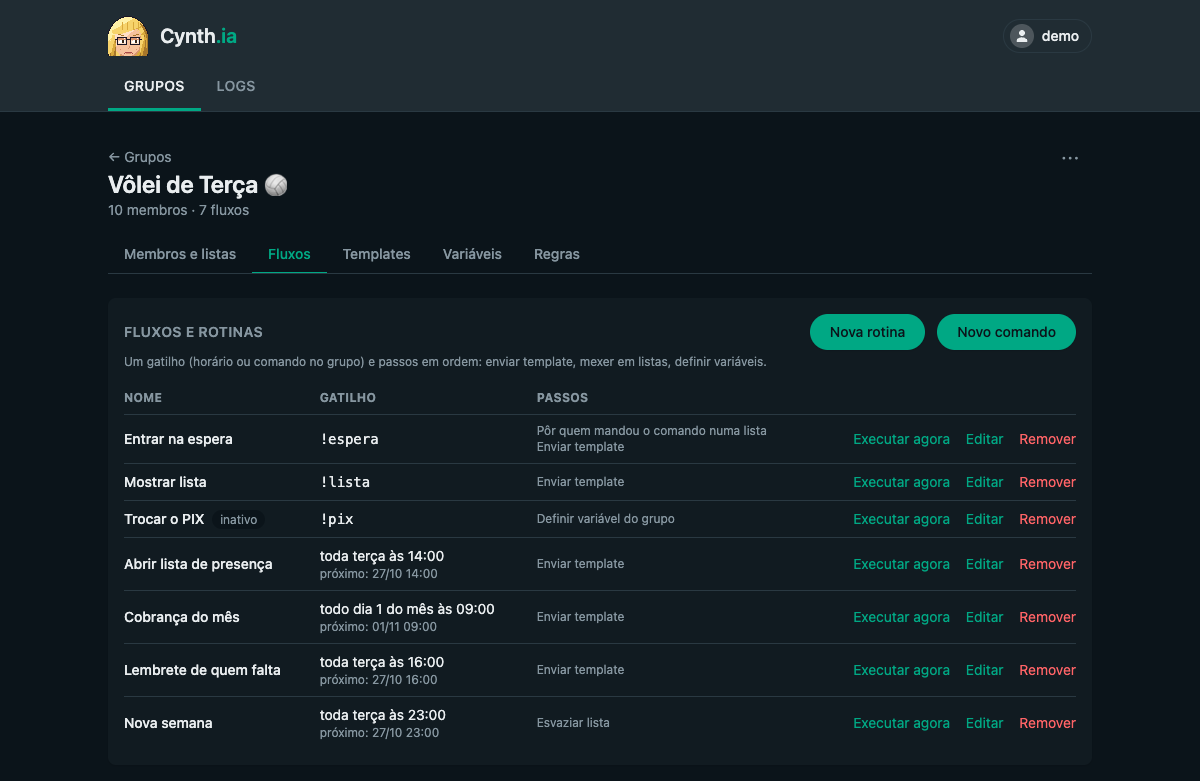 Cynth.ia
demo
GRUPOS LOGS
← Grupos
...
Vôlei de Terça
10 membros · 7 fluxos
Membros e listas Fluxos Templates Variáveis Regras
FLUXOS E ROTINAS
Nova rotina Novo comando
Um gatilho (horário ou comando no grupo) e passos em ordem: enviar template, mexer em listas, definir variáveis.
NOME GATILHO PASSOS
Entrar na espera !espera Pôr quem mandou o comando numa lista
Enviar template
Executar agora Editar Remover
Mostrar lista !lista Enviar template Executar agora Editar Remover
Trocar o PIX inativo !pix Definir variável do grupo Executar agora Editar Remover
Abrir lista de presença toda terça às 14:00
próximo: 27/10 14:00
Enviar template Executar agora Editar Remover
Cobrança do mês todo dia 1 do mês às 09:00
próximo: 01/11 09:00
Enviar template Executar agora Editar Remover
Lembrete de quem falta toda terça às 16:00
próximo: 27/10 16:00
Enviar template Executar agora Editar Remover
Nova semana toda terça às 23:00
próximo: 27/10 23:00
Esvaziar lista Executar agora Editar Remover